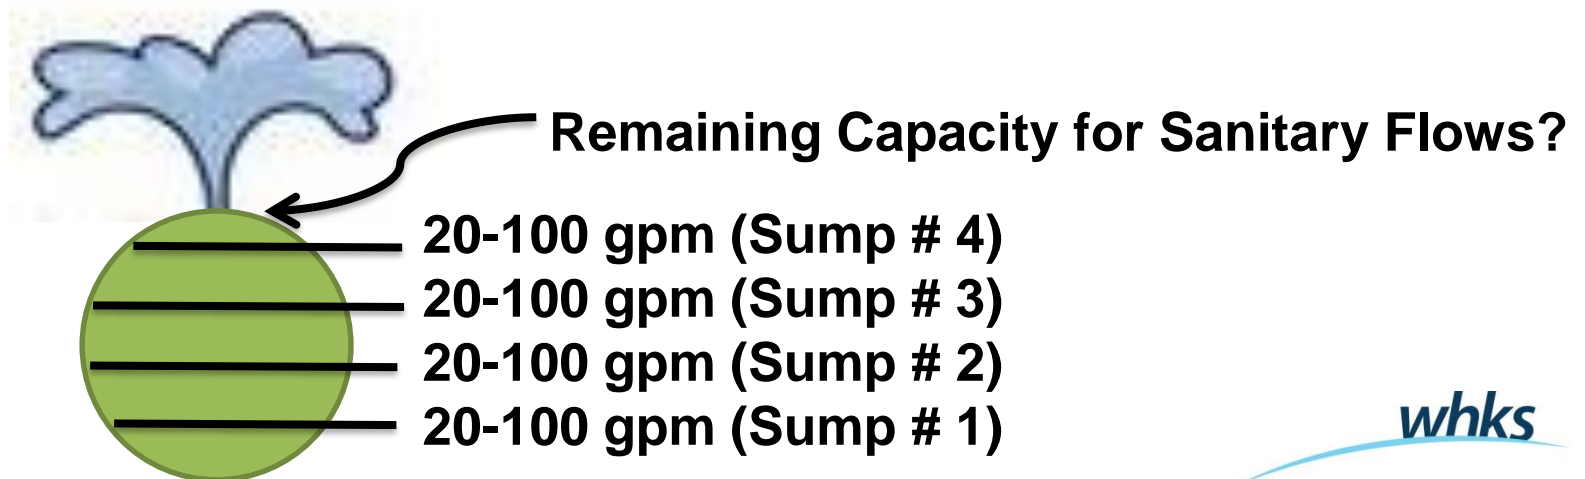 Remaining Capacity for Sanitary Flows?
20-100 gpm (Sump # 4)
20-100 gpm (Sump # 3)
20-100 gpm (Sump # 2)
20-100 gpm (Sump # 1)
whks